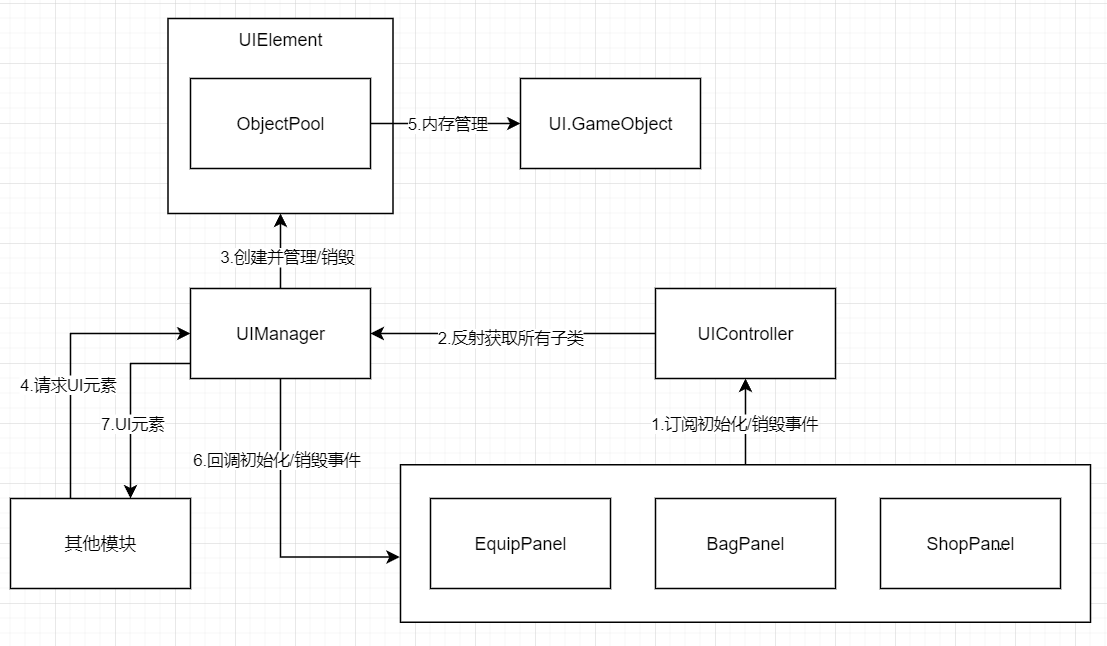 UIElement
ObjectPool
5.内存管理
UI.GameObject
3.创建并管理/销毁
UIManager
2.反射获取所有子类
UIController
4.请求UI元素
7.UI元素
1.订阅初始化/销毁事件
6.回调初始化/销毁事件
其他模块
EquipPanel
BagPanel
ShopPanel